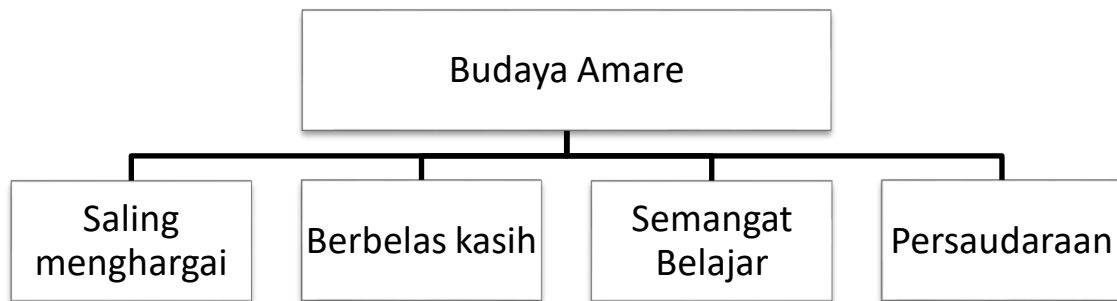 Budaya Amare
Saling
menghargai
Berbelas kasih
Semangat
Belajar
Persaudaraan